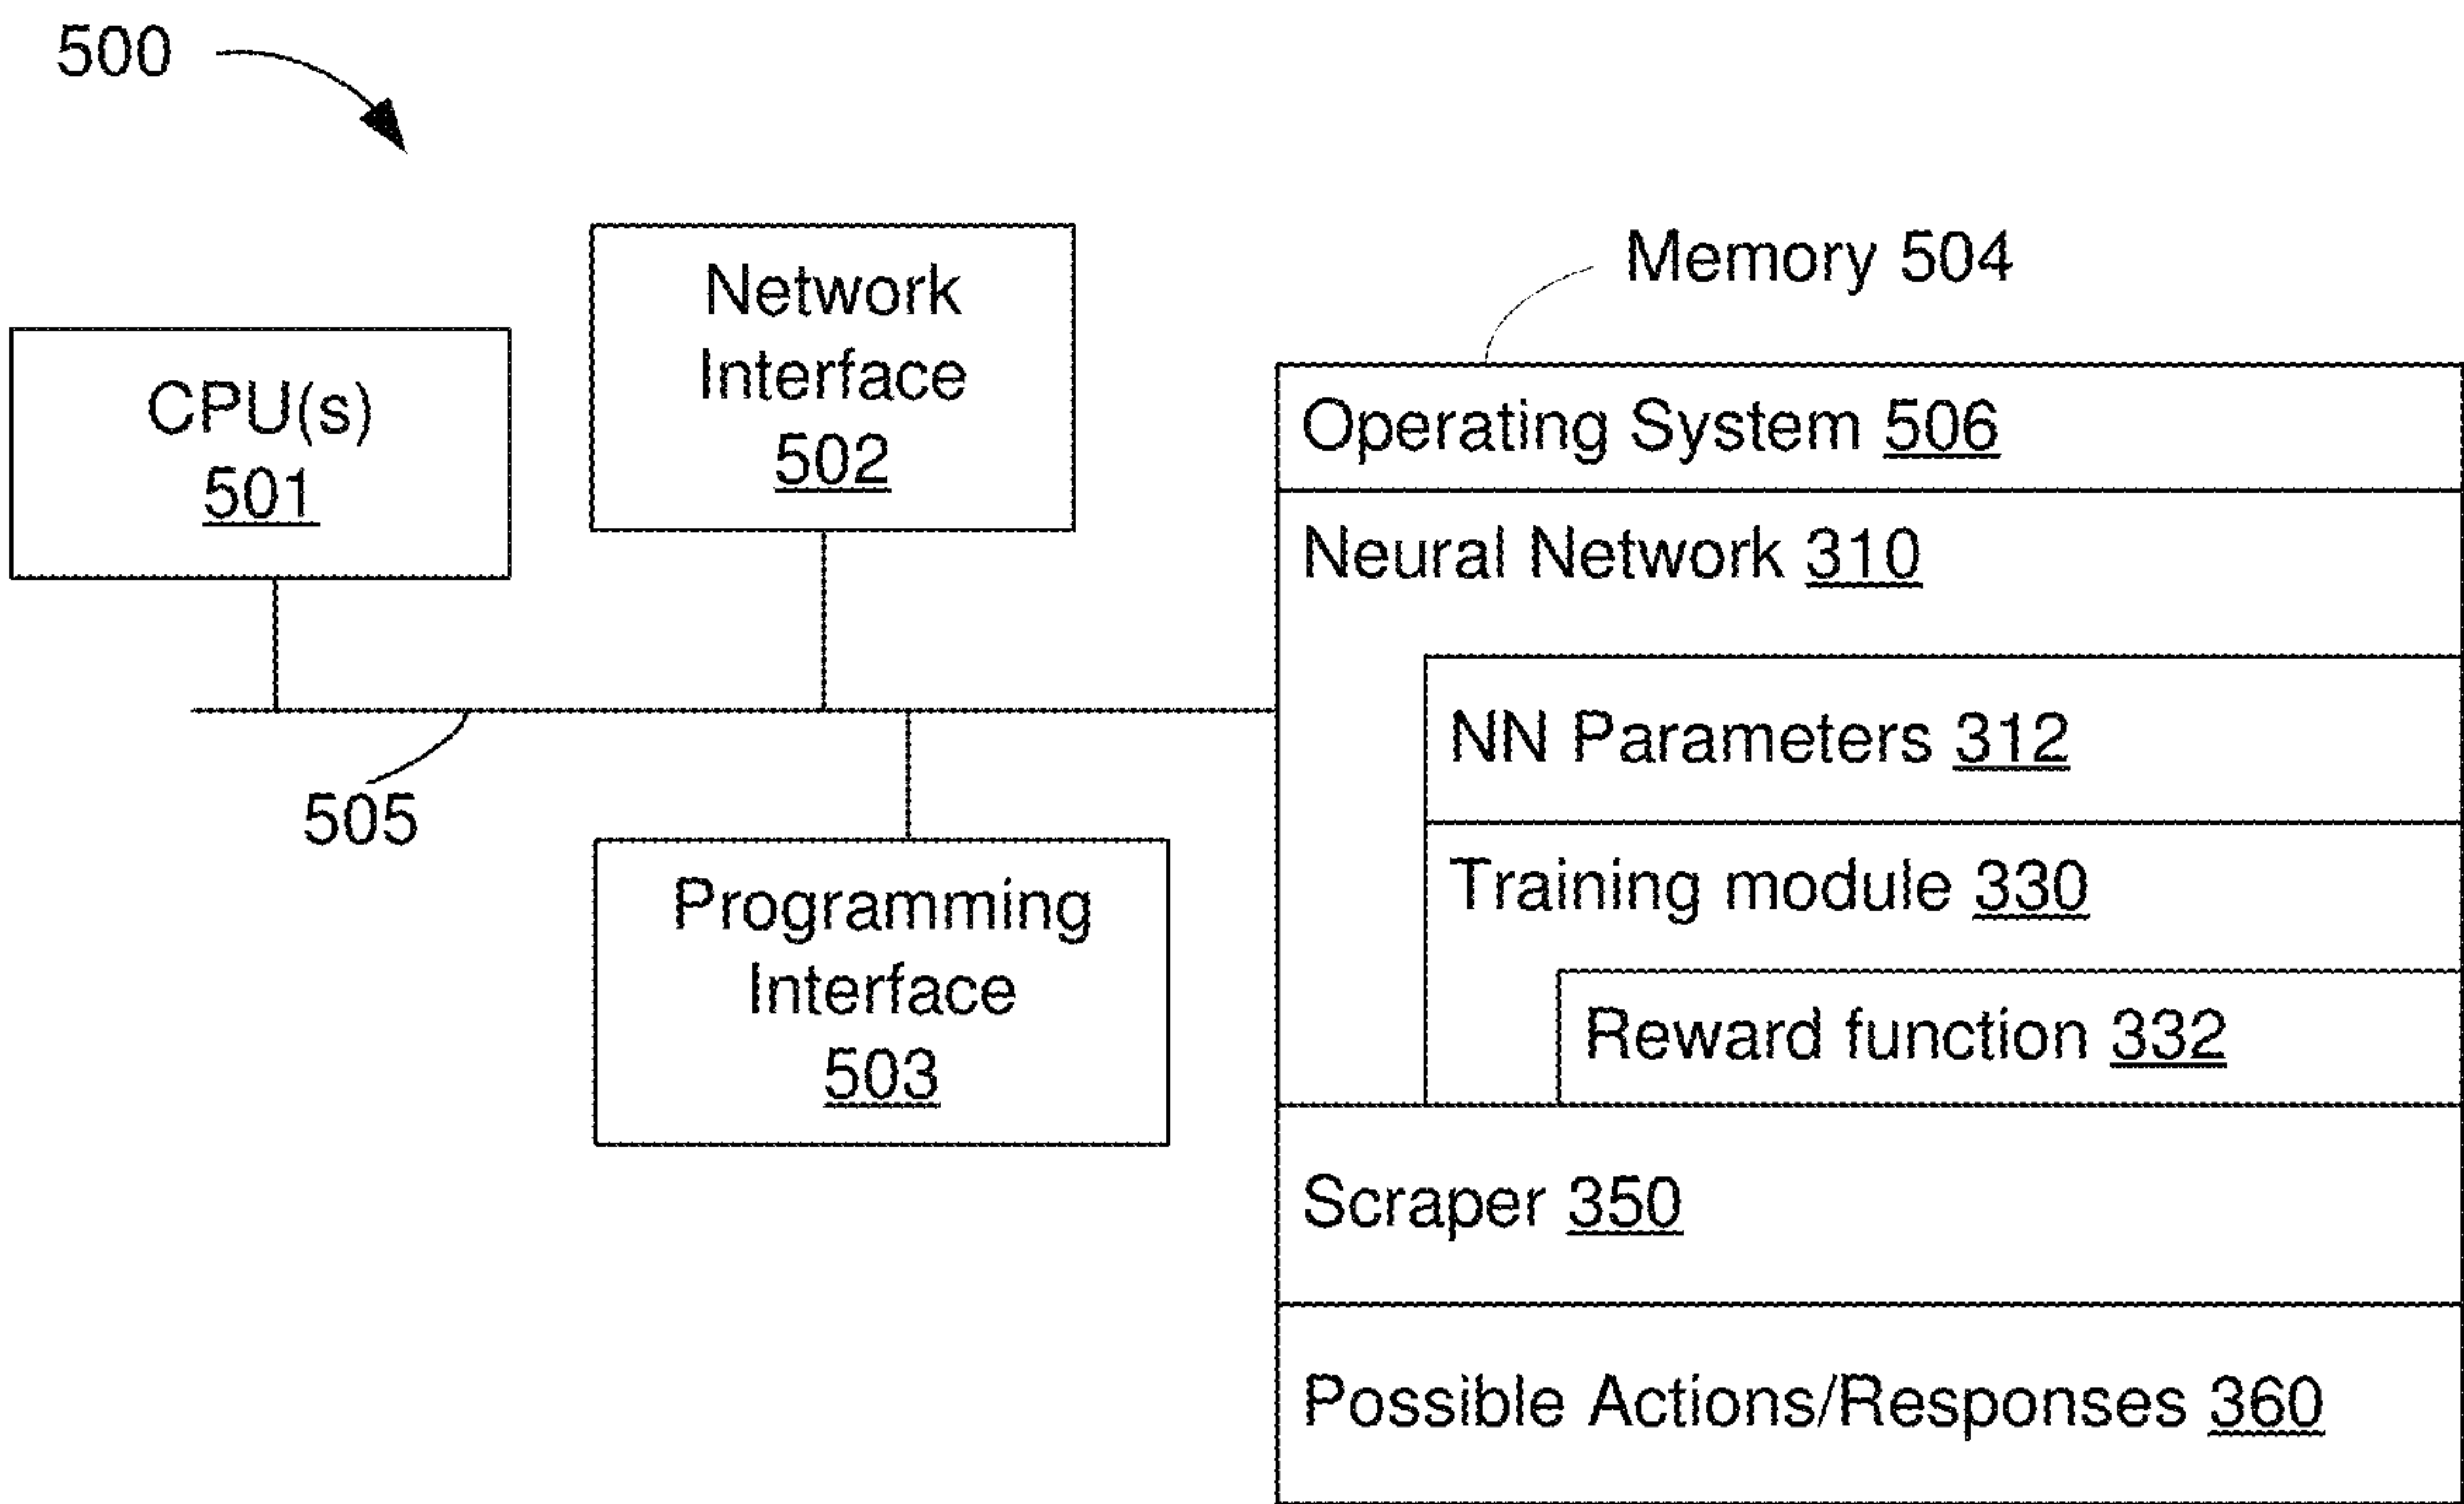 500
CPU(s)
501
Network
Interface
502
505
Programming
Interface
503
Memory 504
Operating System 506
Neural Network 310
NN Parameters 312
Training module 330
Reward function 332
Scraper 350
Possible Actions/Responses 360